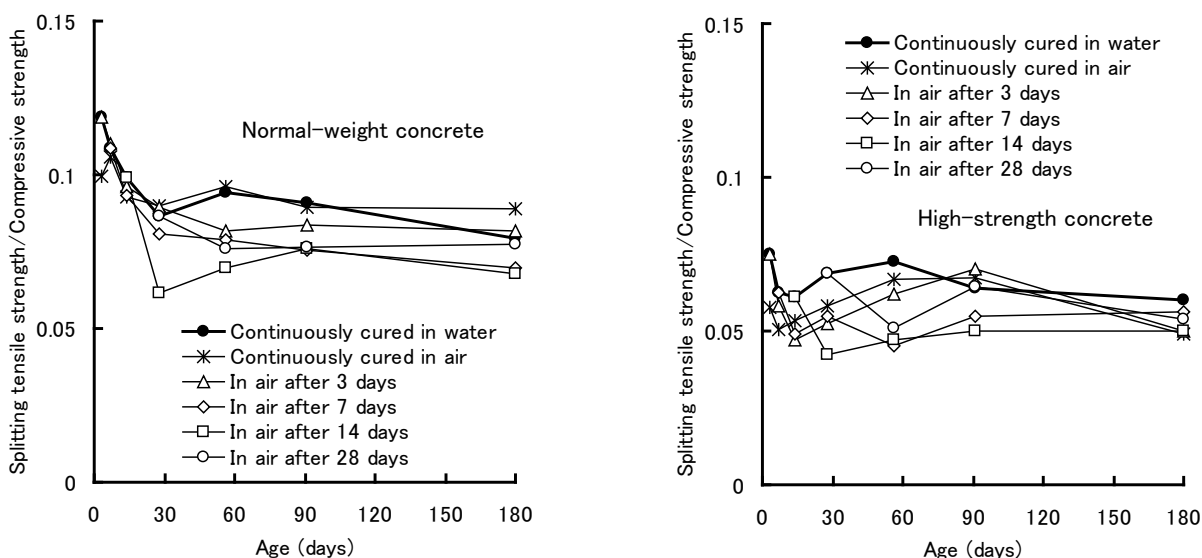 Splitting tensile strength/Compressive strength
0.15
0.1
0.05
0
Normal-weight concrete
Continuously cured in water
Continuously cured in air
In air after 3 days
In air after 7 days
In air after 14 days
In air after 28 days
0 30 60 90 120 150 180
Age (days)
Splitting tensile strength/Compressive strength
0.15
0.1
0.05
0
Continuously cured in water
Continuously cured in air
In air after 3 days
In air after 7 days
In air after 14 days
In air after 28 days
High-strength concrete
0 30 60 90 120 150 180
Age (days)